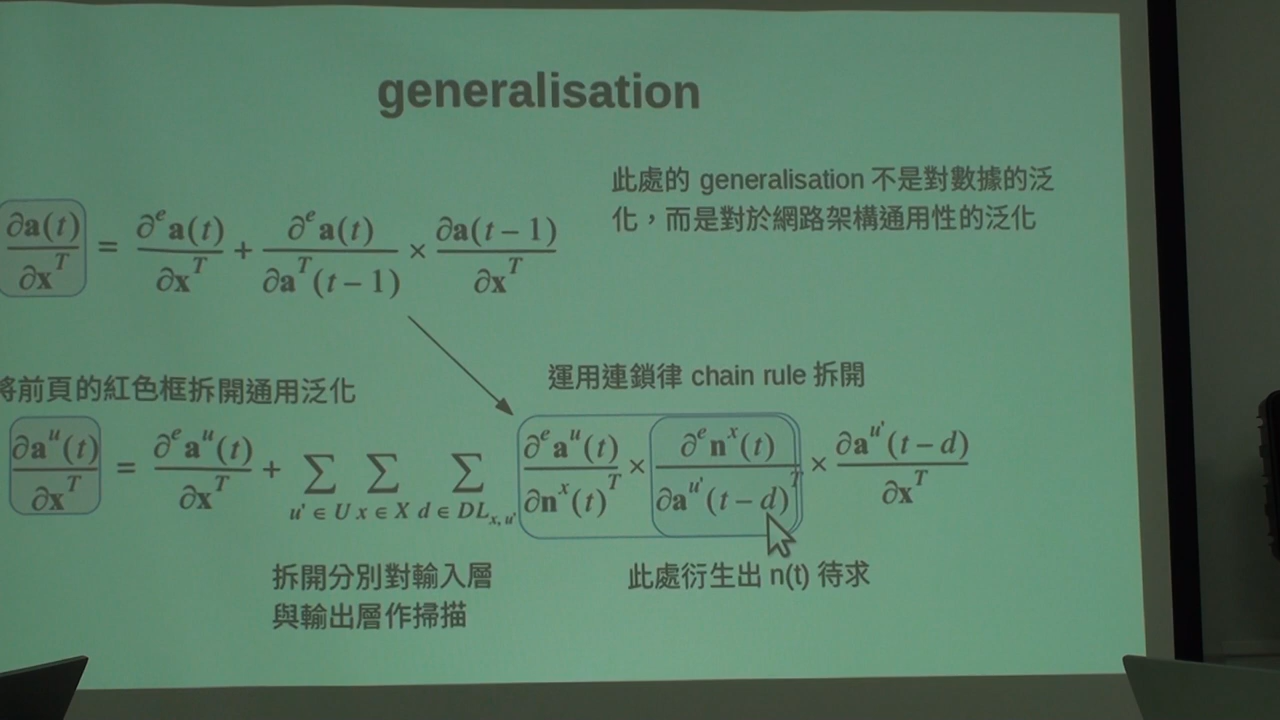 generalisation
此處的 generalisation 不是對數據的泛
化，而是對於網路架構通用性的泛化
∂a(t)/∂x^T = ∂^e a(t)/∂x^T + ∂^e a(t)/∂a^T(t − 1) × ∂a(t − 1)/∂x^T
將前頁的紅色框拆開通用泛化
運用連鎖律 chain rule 拆開
∂a^u(t)/∂x^T = ∂^e a^u(t)/∂x^T + ∑_{u' ∈ U} ∑_{x ∈ X} ∑_{d ∈ DL_{x, u'}} ∂^e a^u(t)/∂n^x(t)^T × ∂^e n^x(t)/∂a^{u'}(t − d)^T × ∂a^{u'}(t − d)/∂x^T
拆開分別對輸入層
與輸出層作掃描
此處衍生出 n(t) 待求